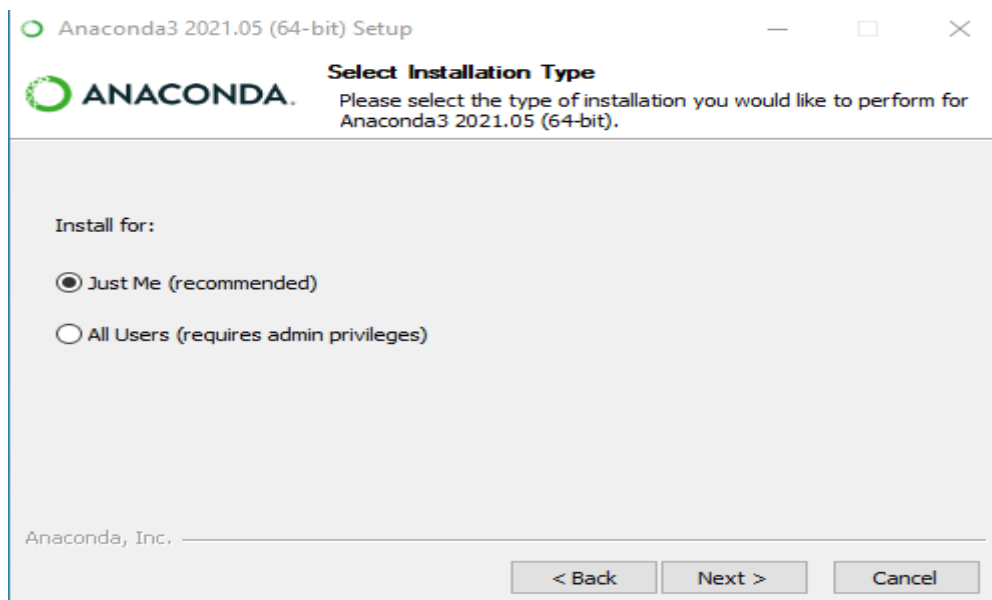 Anaconda3 2021.05 (64-bit) Setup
ANACONDA.
Select Installation Type
Please select the type of installation you would like to perform for
Anaconda3 2021.05 (64-bit).
Install for:
Just Me (recommended)
All Users (requires admin privileges)
Anaconda, Inc.
< Back
Next >
Cancel